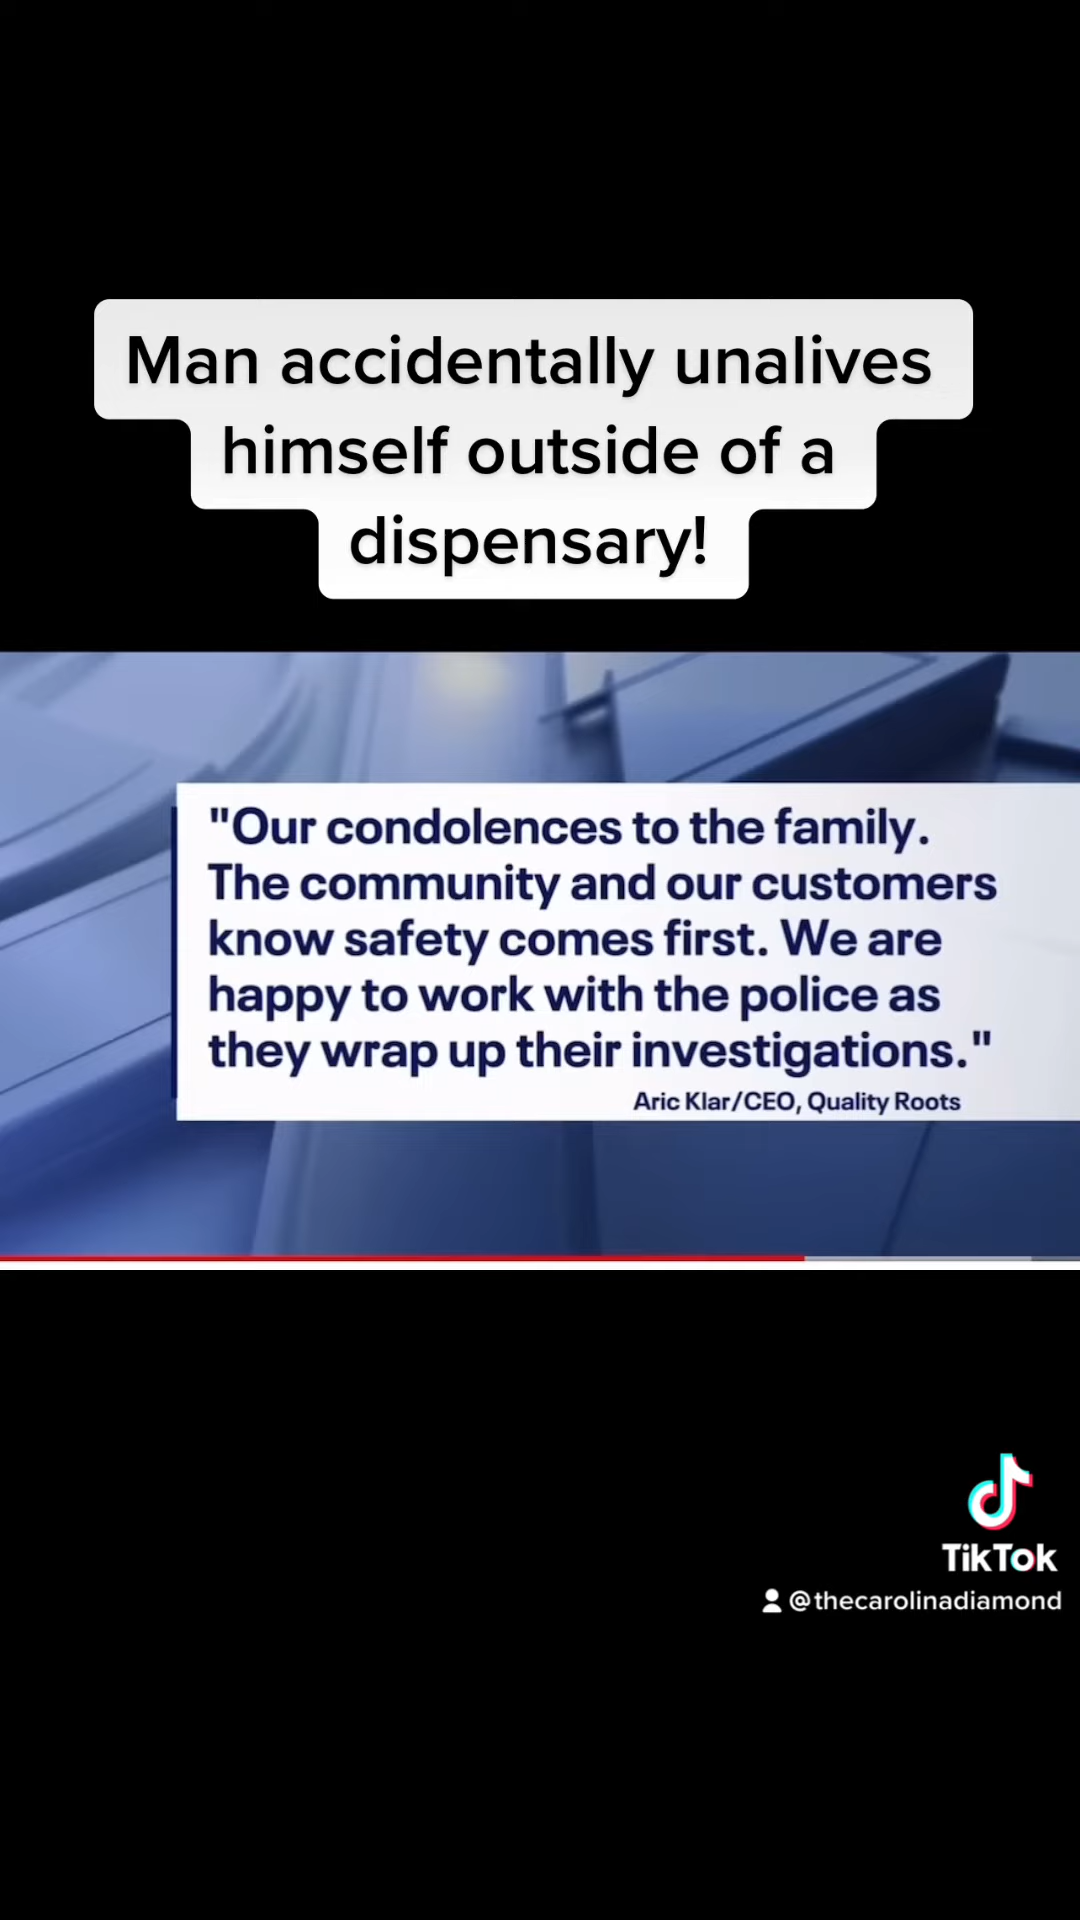 Man accidentally unalives
himself outside of a
dispensary!
"Our condolences to the family.
The community and our customers
know safety comes first. We are
happy to work with the police as
they wrap up their investigations."
Aric Klar/CEO, Quality Roots
TikTok
@thecarolinadiamond